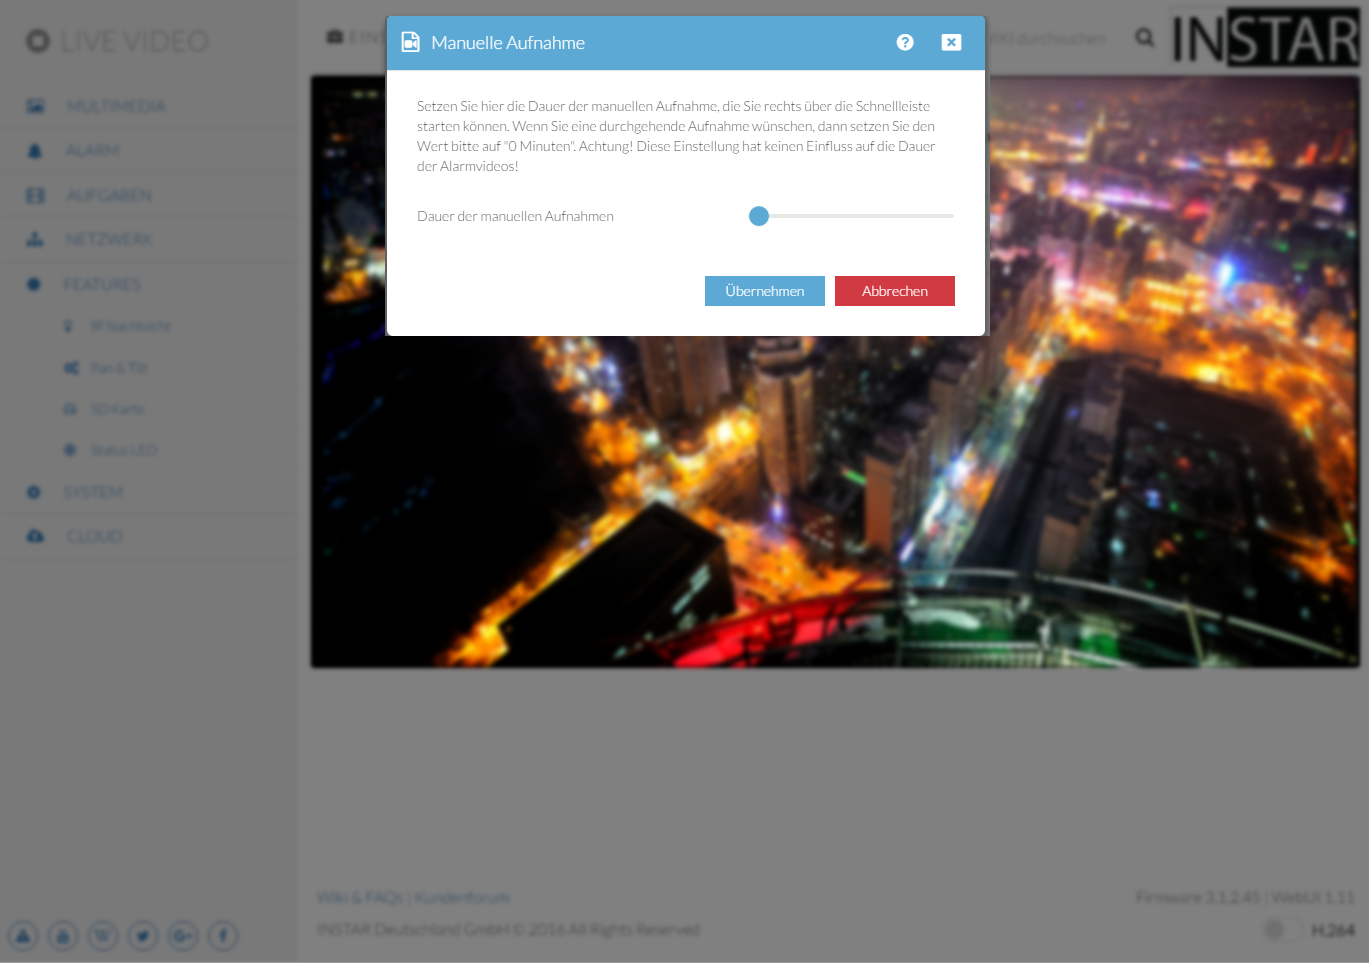 LIVE VIDEO
MULTIMEDIA
ALARM
AUFGABEN
NETZWERK
FEATURES
IR Nachtsicht
Pan & Tilt
SD Karte
Status LED
SYSTEM
CLOUD
durchsuchen
INSTAR
Manuelle Aufnahme
Setzen Sie hier die Dauer der manuellen Aufnahme, die Sie rechts über die Schnellleiste
starten können. Wenn Sie eine durchgehende Aufnahme wünschen, dann setzen Sie den
Wert bitte auf "0 Minuten". Achtung! Diese Einstellung hat keinen Einfluss auf die Dauer
der Alarmvideos!
Dauer der manuellen Aufnahmen
Übernehmen
Abbrechen
Wiki & FAQs | Kundenforum
Firmware 3.1.2.45 | WebUI 1.11
INSTAR Deutschland GmbH © 2016 All Rights Reserved
H.264